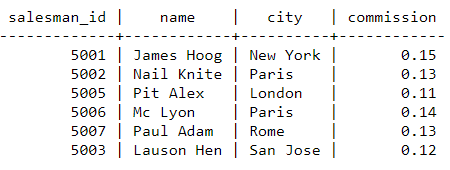 salesman_id | name | city | commission
------------+------------+----------+------------
5001 | James Hoog | New York | 0.15
5002 | Nail Knite | Paris | 0.13
5005 | Pit Alex | London | 0.11
5006 | Mc Lyon | Paris | 0.14
5007 | Paul Adam | Rome | 0.13
5003 | Lauson Hen | San Jose | 0.12